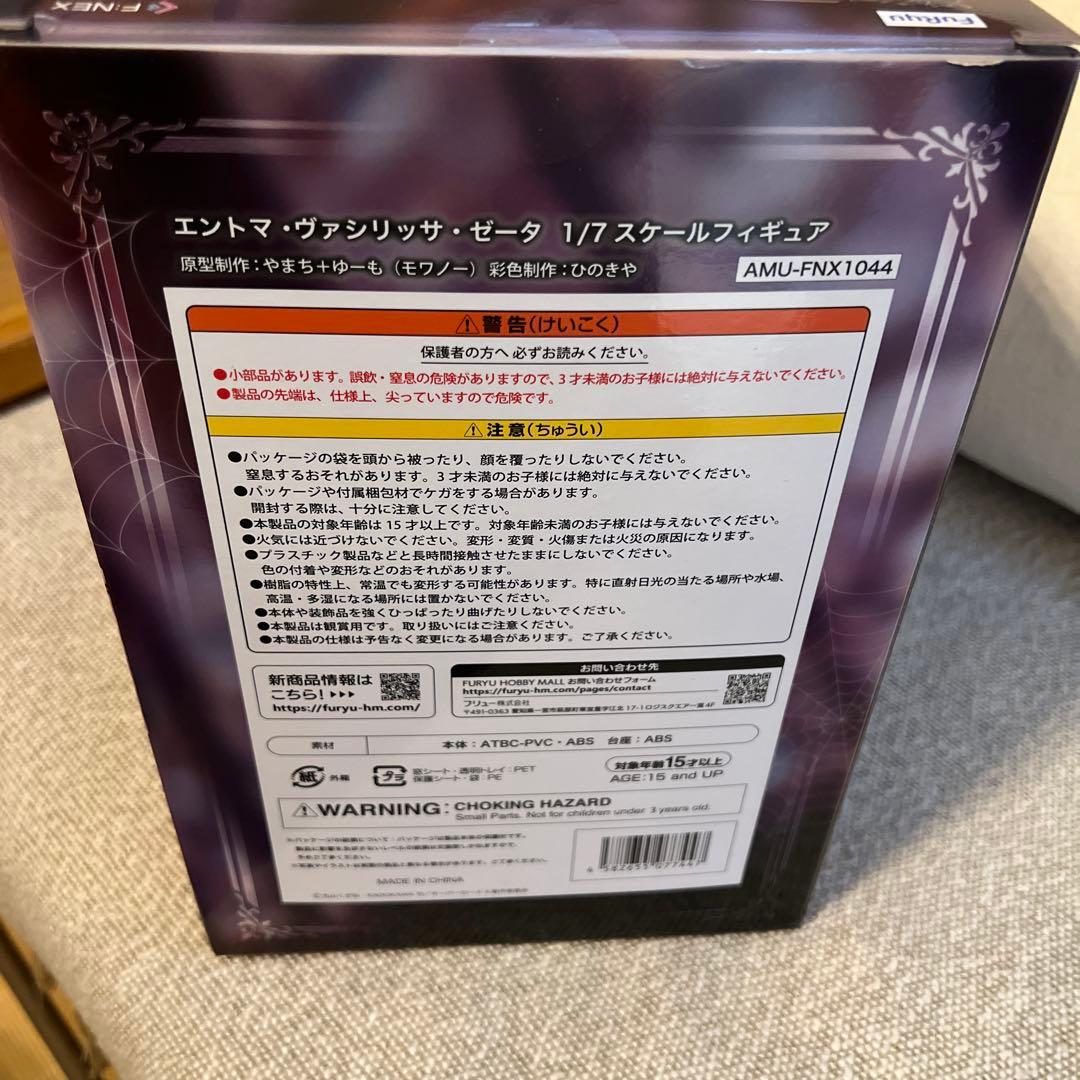 F:NEX
FuRyu
エントマ・ヴァシリッサ・ゼータ 1/7 スケールフィギュア
原型制作：やまち＋ゆーも（モワノー） 彩色制作：ひのきや
AMU-FNX1044
⚠警告(けいこく)
保護者の方へ 必ずお読みください。
●小部品があります。誤飲・窒息の危険がありますので、3才未満のお子様には絶対に与えないでください。
●製品の先端は、仕様上、尖っていますので危険です。
⚠注意(ちゅうい)
●パッケージの袋を頭から被ったり、顔を覆ったりしないでください。
窒息するおそれがあります。3才未満のお子様には絶対に与えないでください。
●パッケージや付属梱包材でケガをする場合があります。
開封する際は、十分に注意してください。
●本製品の対象年齢は15才以上です。対象年齢未満のお子様には与えないでください。
●火気には近づけないでください。変形・変質・火傷または火災の原因になります。
●プラスチック製品などと長時間接触させたままにしないでください。
色の付着や変形などのおそれがあります。
●樹脂の特性上、常温でも変形する可能性があります。特に直射日光の当たる場所や水場、
高温・多湿になる場所には置かないでください。
●本体や装飾品を強くひっぱったり曲げたりしないでください。
●本製品は観賞用です。取り扱いにはご注意ください。
●本製品の仕様は予告なく変更になる場合があります。ご了承ください。
新商品情報は
こちら！▶▶▶
https://furyu-hm.com/
お問い合わせ先
FURYU HOBBY MALL お問い合わせフォーム
https://furyu-hm.com/pages/contact
フリュー株式会社
〒491-0363 愛知県一宮市萩原町東宮重字江北 17-1ロジスクエア一宮 4F
素材 本体：ATBC-PVC・ABS 台座：ABS
紙 外箱
プラ 窓シート・透明トレイ：PET
保護シート・袋：PE
対象年齢15才以上
AGE:15 and UP
⚠WARNING: CHOKING HAZARD
Small Parts. Not for children under 3 years old.
MADE IN CHINA